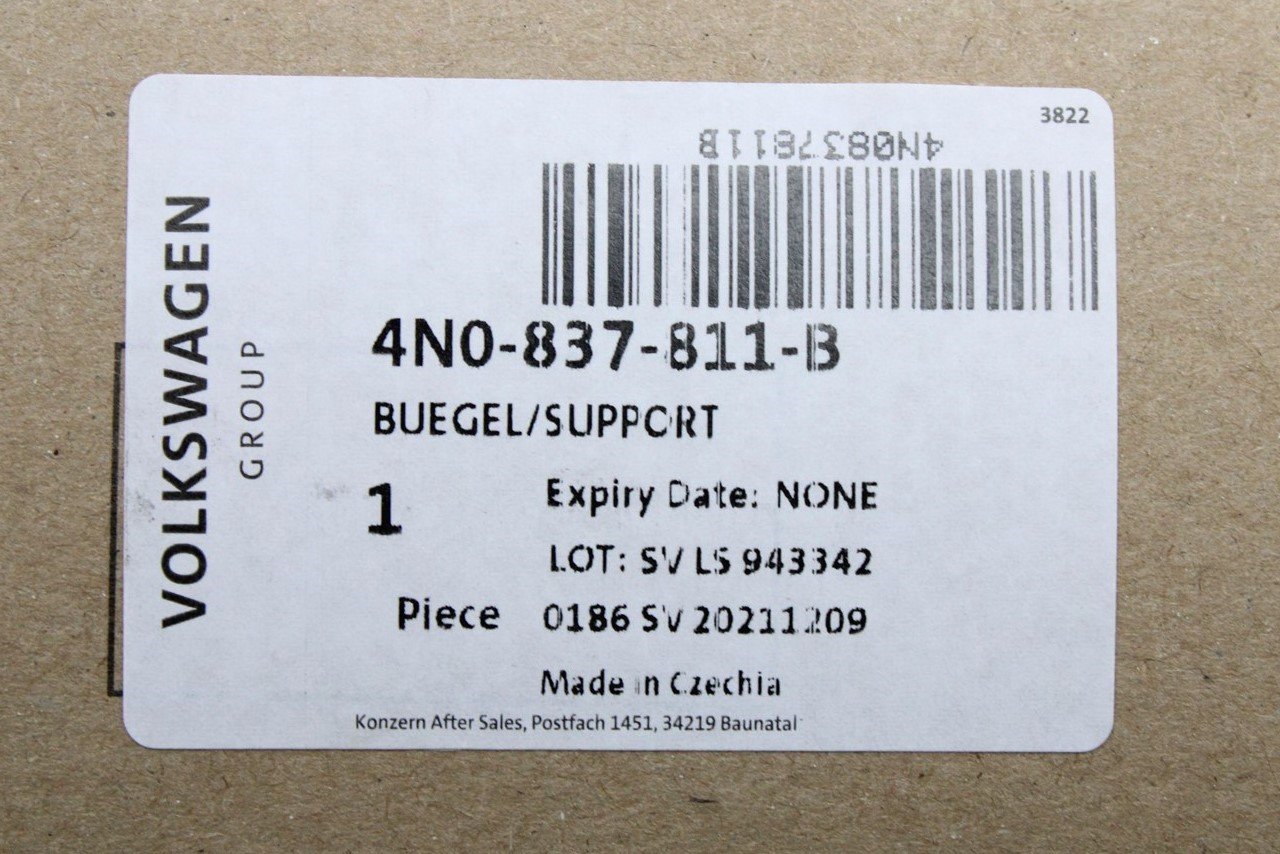 3822
4N0837811B
VOLKSWAGEN
GROUP
4N0-837-811-B
BUEGEL/SUPPORT
1
Expiry Date: NONE
LOT: SV LS 943342
Piece 0186 SV 20211209
Made in Czechia
Konzern After Sales, Postfach 1451, 34219 Baunatal